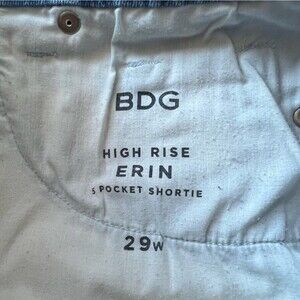 BDG
HIGH RISE
ERIN
5 POCKET SHORTIE
29W